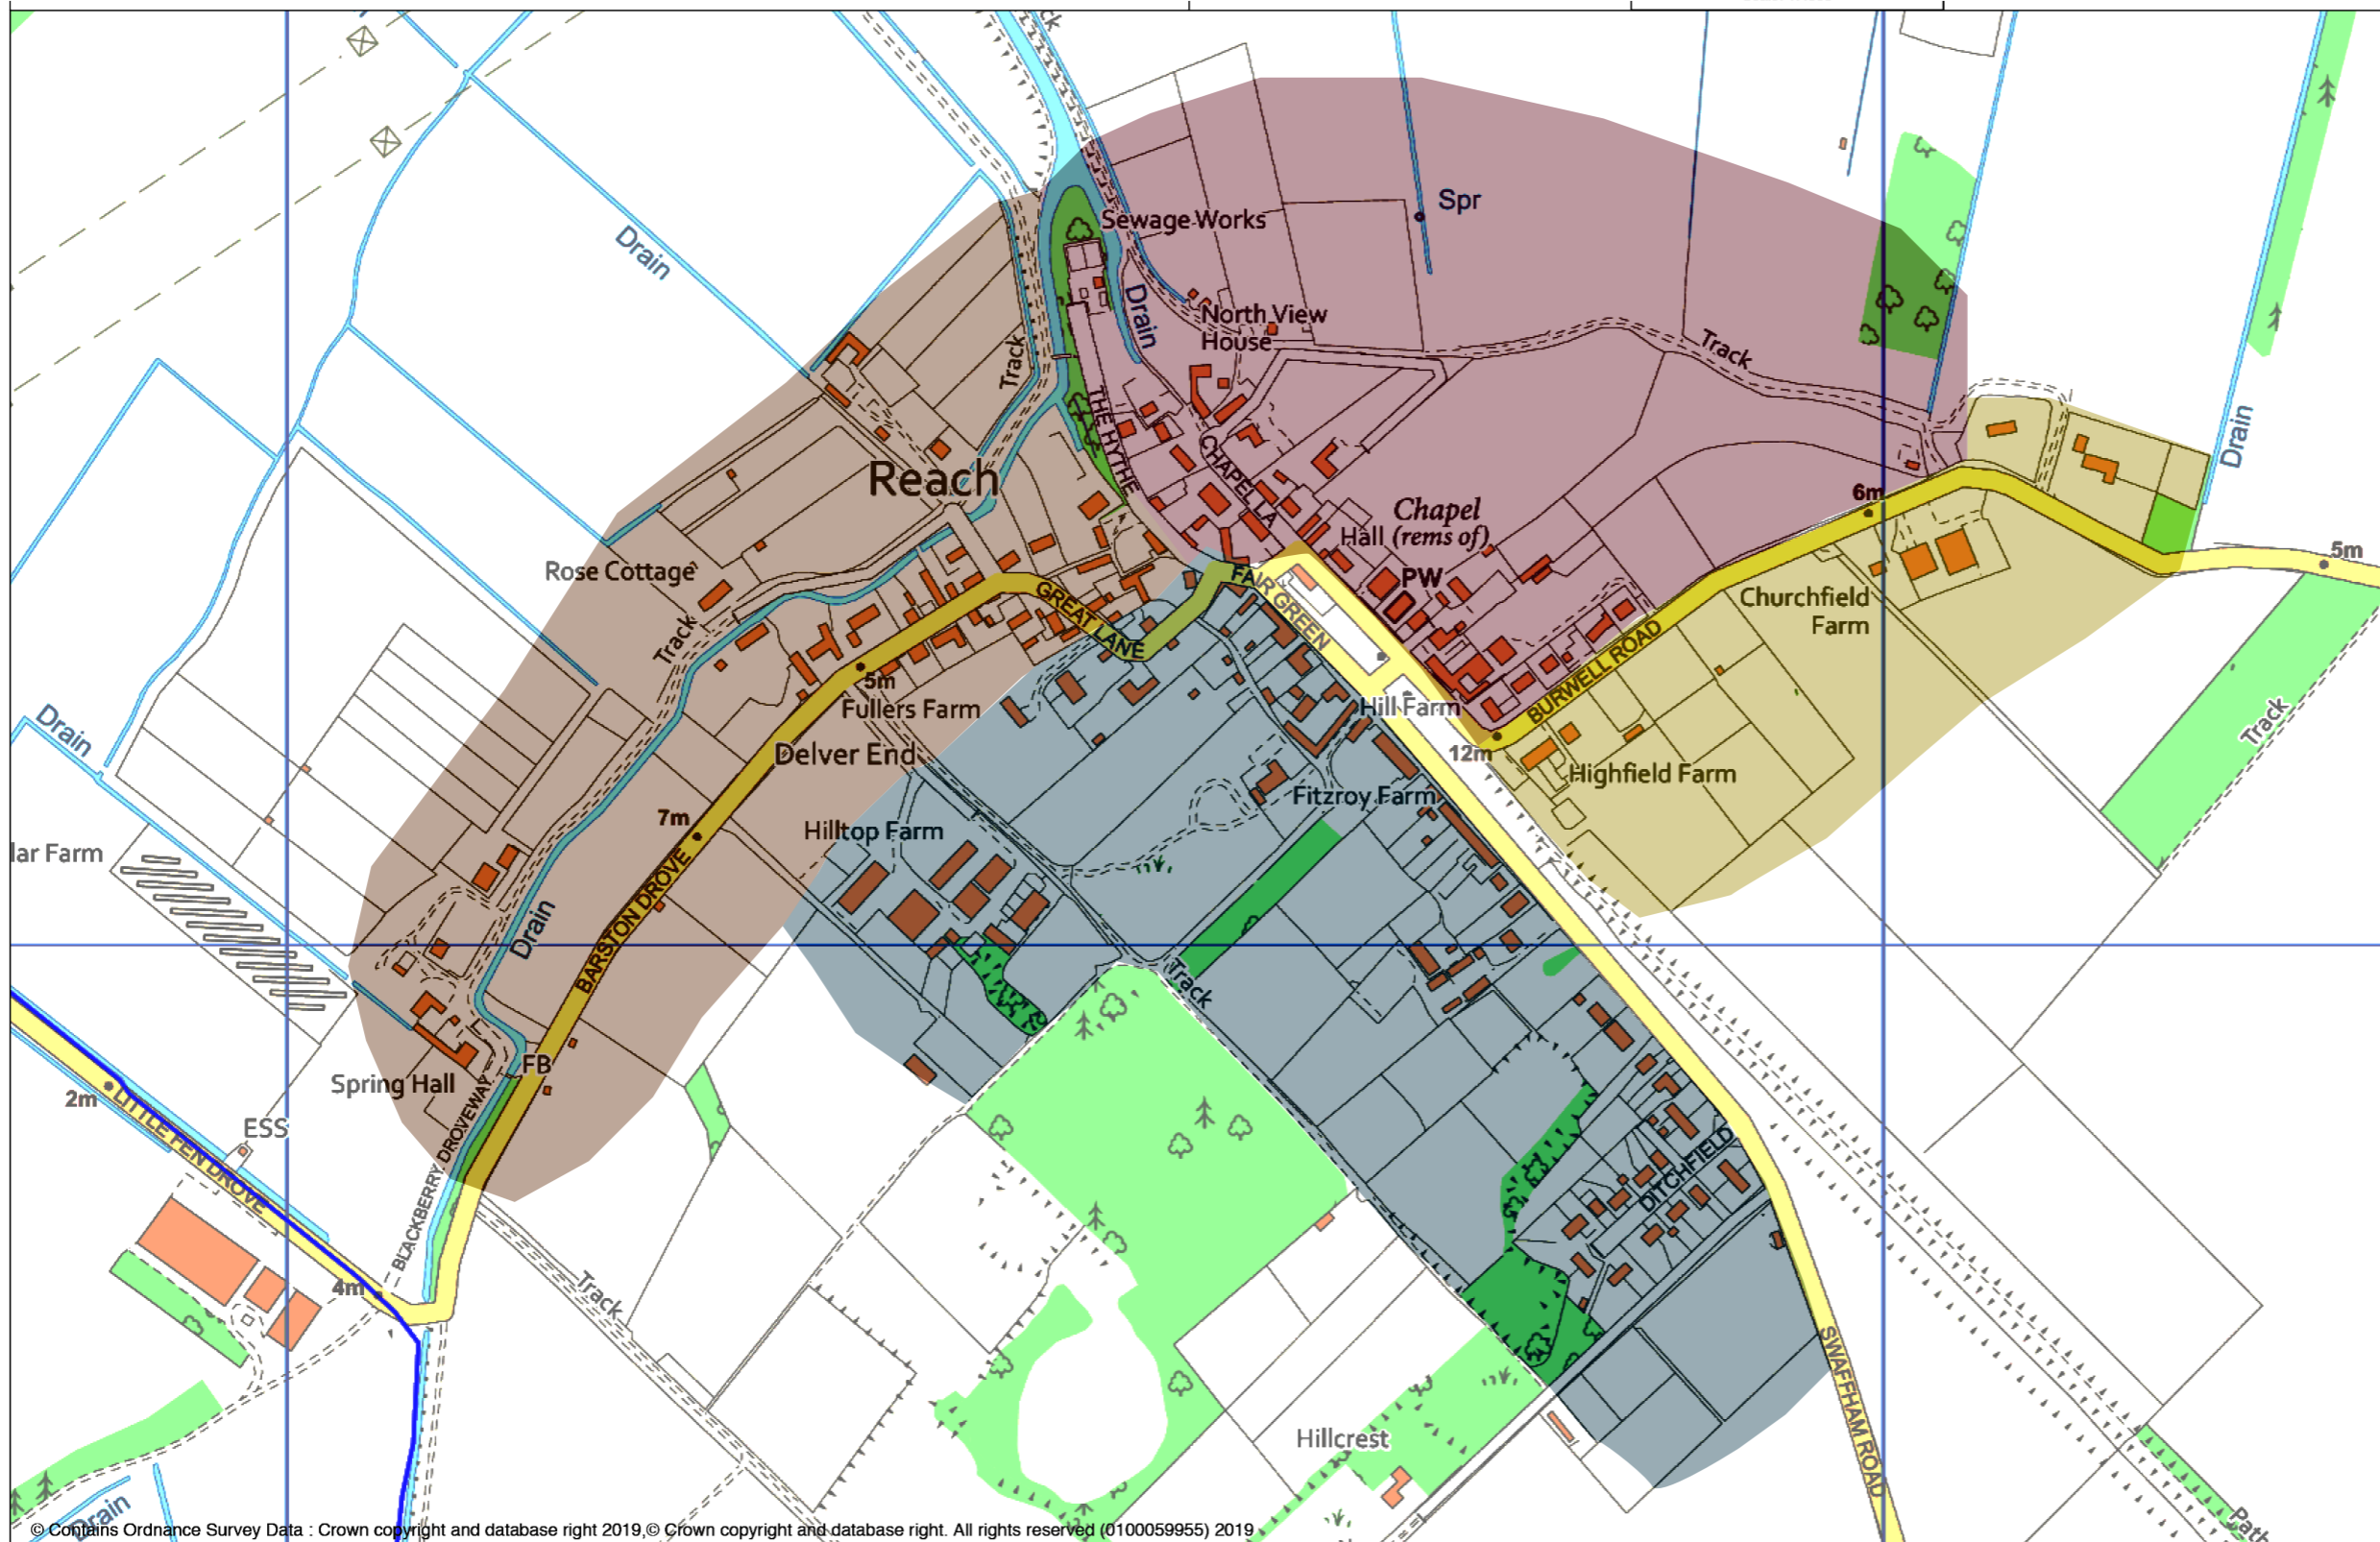 Spr
Sewage Works
Drain
Drain
North View
House
Track
Track
THE HYTHE
CHAPEL LA
Reach
Drain
6m
Chapel
Hall (rems of)
PW
5m
Rose Cottage
FAIR GREEN
GREAT LANE
Churchfield
Farm
Track
5m
BURWELL ROAD
Fullers Farm
Hill Farm
Drain
Track
12m
Delver End
Highfield Farm
Fitzroy Farm
7m
Hilltop Farm
lar Farm
Drain
BARSTON DROVE
Track
FB
Spring Hall
2m
ESS
LITTLE FEN DROVE
BLACKBERRY DROVEWAY
DITCHFIELD
4m
Track
SWAFFHAM ROAD
Hillcrest
Drain
Path
© Contains Ordnance Survey Data : Crown copyright and database right 2019,© Crown copyright and database right. All rights reserved (0100059955) 2019